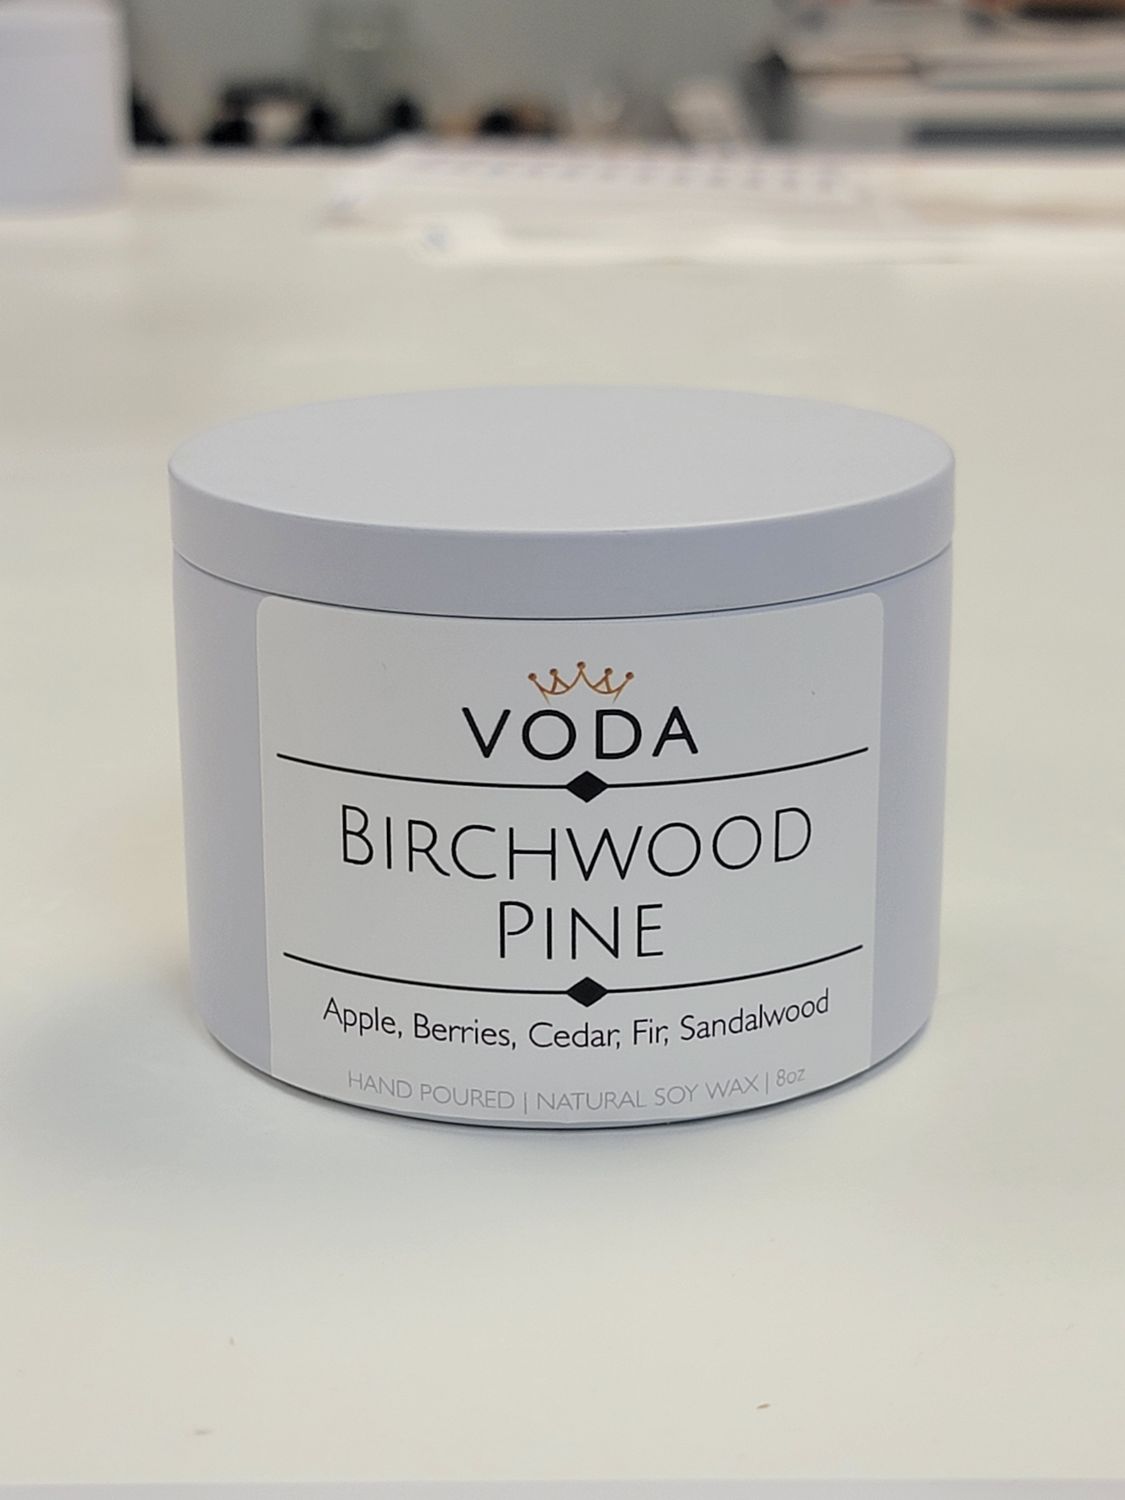 VODA
BIRCHWOOD
PINE
Apple, Berries, Cedar, Fir, Sandalwood
HAND POURED | NATURAL SOY WAX | 8oz